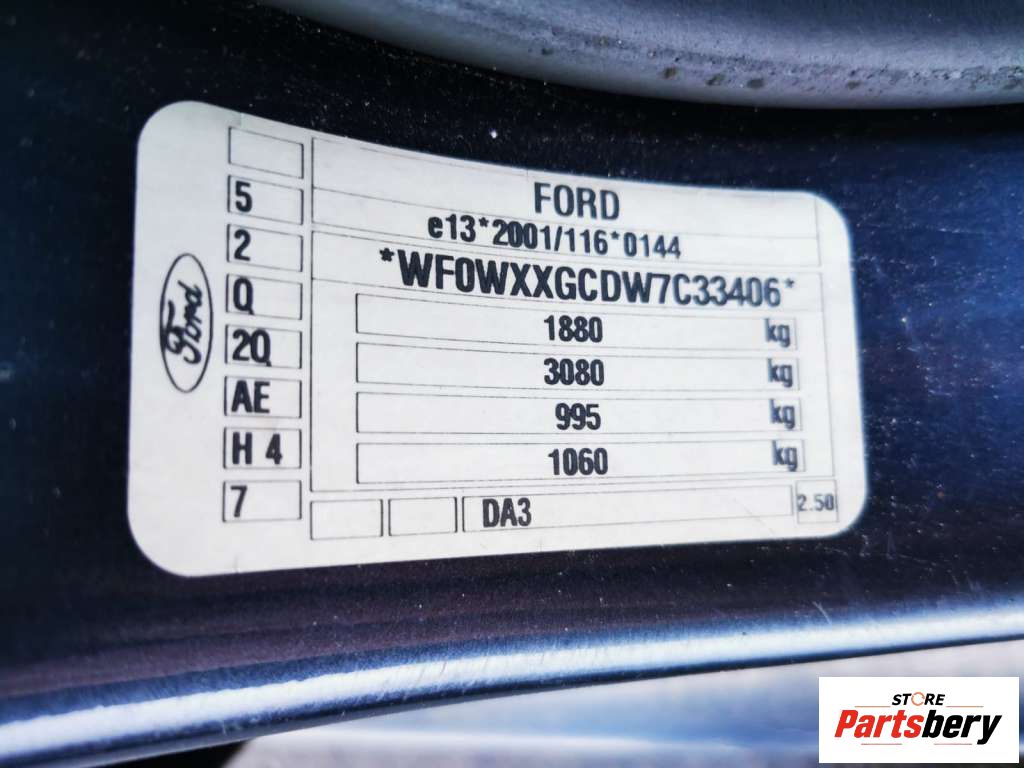 5
2
Q
2Q
AE
H 4
7
Ford
FORD
e13*2001/116*0144
*WF0WXXGCDW7C33406*
1880 kg
3080 kg
995 kg
1060 kg
DA3
2.50
STORE
Partsbery